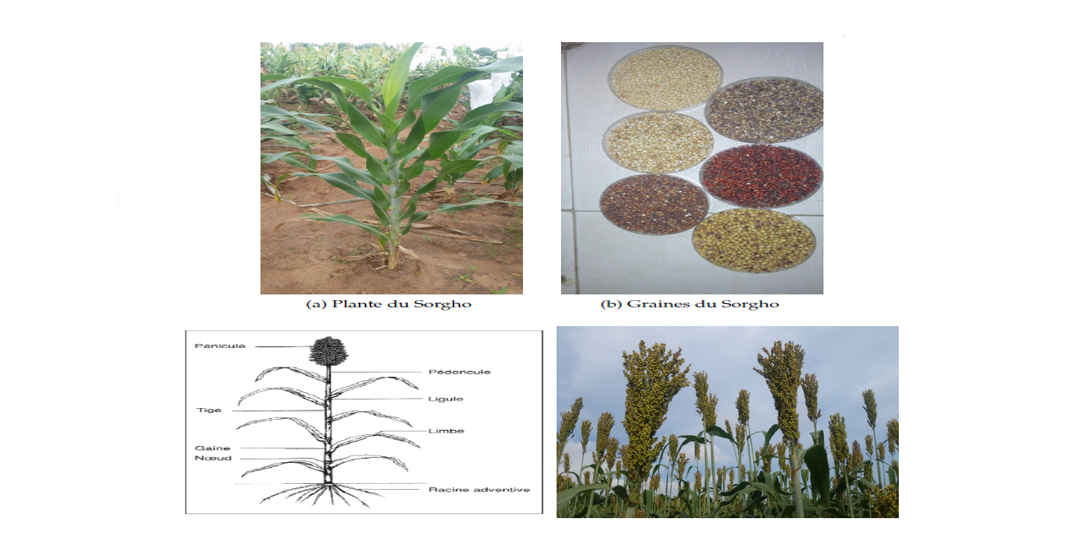 (a) Plante du Sorgho
(b) Graines du Sorgho
Panicule
Pédoncule
Ligule
Tige
Limbe
Gaine
Nœud
Racine adventive